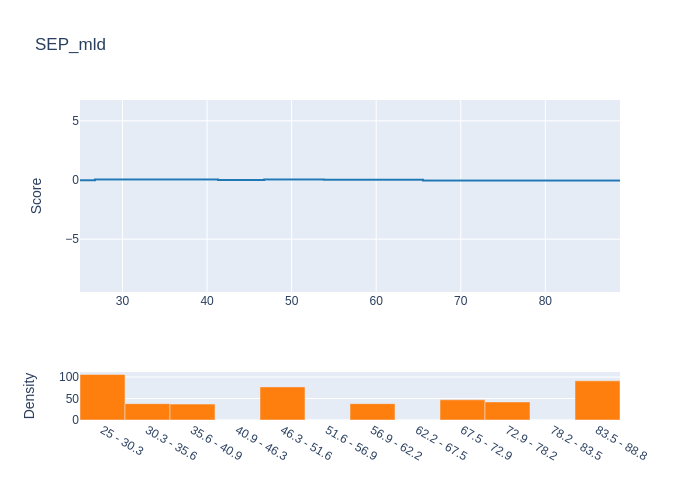 SEP_mld
Score
5
0
−5
30 40 50 60 70 80
Density
100
50
0
25 - 30.3
30.3 - 35.6
35.6 - 40.9
40.9 - 46.3
46.3 - 51.6
51.6 - 56.9
56.9 - 62.2
62.2 - 67.5
67.5 - 72.9
72.9 - 78.2
78.2 - 83.5
83.5 - 88.8